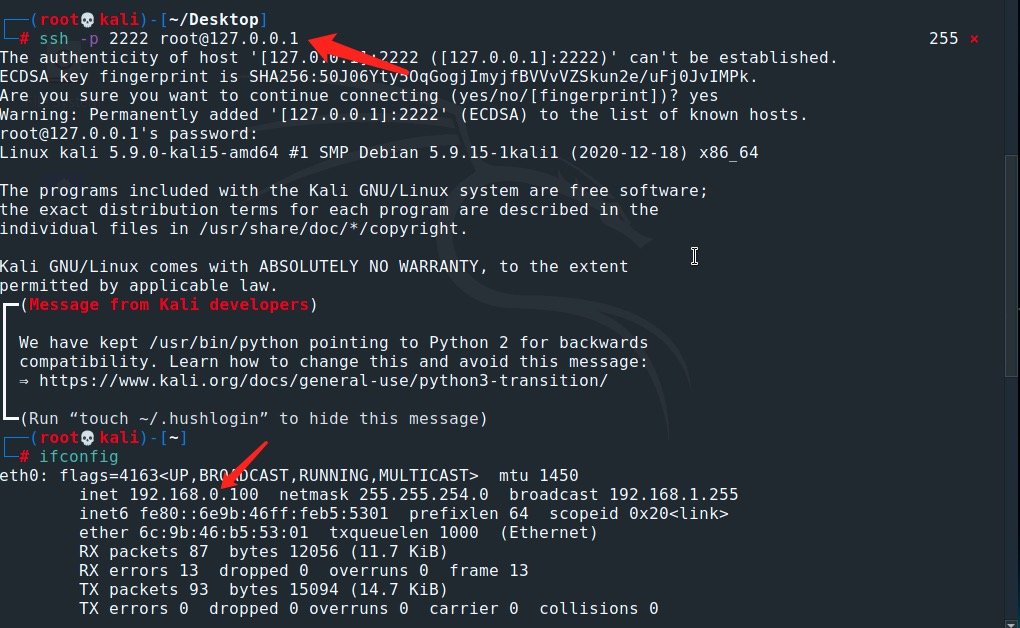 ┌──(root💀kali)-[~/Desktop]
└─# ssh -p 2222 root@127.0.0.1 255 ⨯
The authenticity of host '[127.0.0.1]:2222 ([127.0.0.1]:2222)' can't be established.
ECDSA key fingerprint is
Are you sure you want to continue connecting (yes/no/[fingerprint])? yes
Warning: Permanently added '[127.0.0.1]:2222' (ECDSA) to the list of known hosts.
root@127.0.0.1's password:
Linux kali 5.9.0-kali5-amd64 #1 SMP Debian 5.9.15-1kali1 (2020-12-18) x86_64
The programs included with the Kali GNU/Linux system are free software;
the exact distribution terms for each program are described in the
individual files in /usr/share/doc/*/copyright.
Kali GNU/Linux comes with ABSOLUTELY NO WARRANTY, to the extent
permitted by applicable law.
┏━(Message from Kali developers)
┃ We have kept /usr/bin/python pointing to Python 2 for backwards
┃ compatibility. Learn how to change this and avoid this message:
┃ ⇒ https://www.kali.org/docs/general-use/python3-transition/
┗━(Run “touch ~/.hushlogin” to hide this message)
┌──(root💀kali)-[~]
└─# ifconfig
eth0: flags=4163<UP,BROADCAST,RUNNING,MULTICAST>  mtu 1450
inet 192.168.0.100  netmask 255.255.254.0  broadcast 192.168.1.255
inet6 fe80::6e9b:46ff:feb5:5301  prefixlen 64  scopeid 0x20<link>
ether 6c:9b:46:b5:53:01  txqueuelen 1000  (Ethernet)
RX packets 87  bytes 12056 (11.7 KiB)
RX errors 13  dropped 0  overruns 0  frame 13
TX packets 93  bytes 15094 (14.7 KiB)
TX errors 0  dropped 0 overruns 0  carrier 0  collisions 0